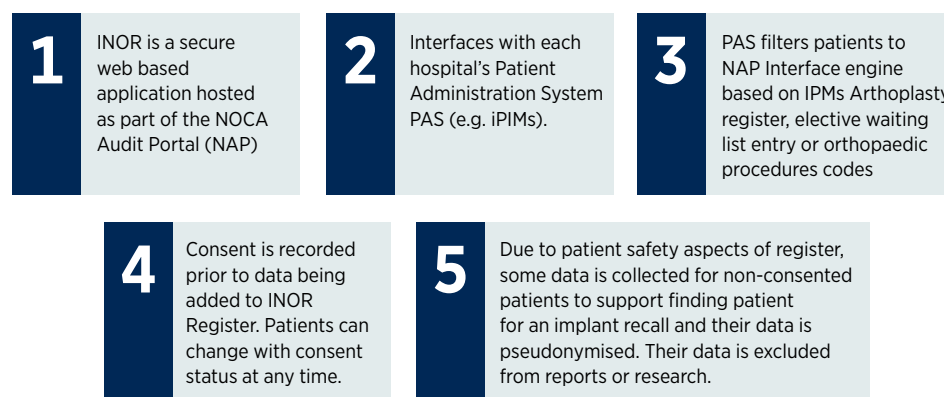 1
INOR is a secure
web based
application hosted
as part of the NOCA
Audit Portal (NAP)
2
Interfaces with each
hospital's Patient
Administration System
PAS (e.g. iPIMs).
3
PAS filters patients to
NAP Interface engine
based on IPMs Arthoplasty
register, elective waiting
list entry or orthopaedic
procedures codes
4
Consent is recorded
prior to data being
added to INOR
Register. Patients can
change with consent
status at any time.
5
Due to patient safety aspects of register,
some data is collected for non-consented
patients to support finding patient
for an implant recall and their data is
pseudonymised. Their data is excluded
from reports or research.